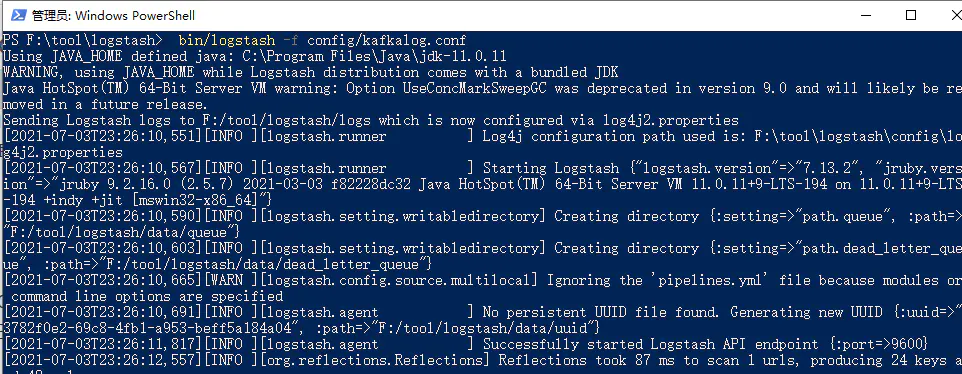 管理员: Windows PowerShell
PS F:\tool\logstash>  bin/logstash -f config/kafkalog.conf
Using JAVA_HOME defined java: C:\Program Files\Java\jdk-11.0.11
WARNING, using JAVA_HOME while Logstash distribution comes with a bundled JDK
Java HotSpot(TM) 64-Bit Server VM warning: Option UseConcMarkSweepGC was deprecated in version 9.0 and will likely be re
moved in a future release.
Sending Logstash logs to F:/tool/logstash/logs which is now configured via log4j2.properties
[2021-07-03T23:26:10,551][INFO ][logstash.runner          ] Log4j configuration path used is: F:\tool\logstash\config\lo
g4j2.properties
[2021-07-03T23:26:10,567][INFO ][logstash.runner          ] Starting Logstash {"logstash.version"=>"7.13.2", "jruby.vers
ion"=>"jruby 9.2.16.0 (2.5.7) 2021-03-03 f82228dc32 Java HotSpot(TM) 64-Bit Server VM 11.0.11+9-LTS-194 on 11.0.11+9-LTS
-194 +indy +jit [mswin32-x86_64]"}
[2021-07-03T23:26:10,590][INFO ][logstash.setting.writabledirectory] Creating directory {:setting=>"path.queue", :path=>
"F:/tool/logstash/data/queue"}
[2021-07-03T23:26:10,603][INFO ][logstash.setting.writabledirectory] Creating directory {:setting=>"path.dead_letter_que
ue", :path=>"F:/tool/logstash/data/dead_letter_queue"}
[2021-07-03T23:26:10,665][WARN ][logstash.config.source.multilocal] Ignoring the 'pipelines.yml' file because modules or
command line options are specified
[2021-07-03T23:26:10,691][INFO ][logstash.agent           ] No persistent UUID file found. Generating new UUID {:uuid=>"
3782f0e2-69c8-4fb1-a953-beff5a184a04", :path=>"F:/tool/logstash/data/uuid"}
[2021-07-03T23:26:11,817][INFO ][logstash.agent           ] Successfully started Logstash API endpoint {:port=>9600}
[2021-07-03T23:26:12,557][INFO ][org.reflections.Reflections] Reflections took 87 ms to scan 1 urls, producing 24 keys a